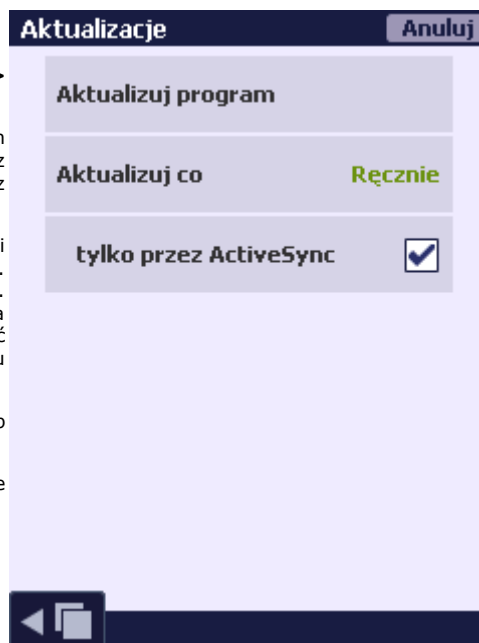 Aktualizacje
Anuluj
Aktualizuj program
Aktualizuj co
Ręcznie
tylko przez ActiveSync